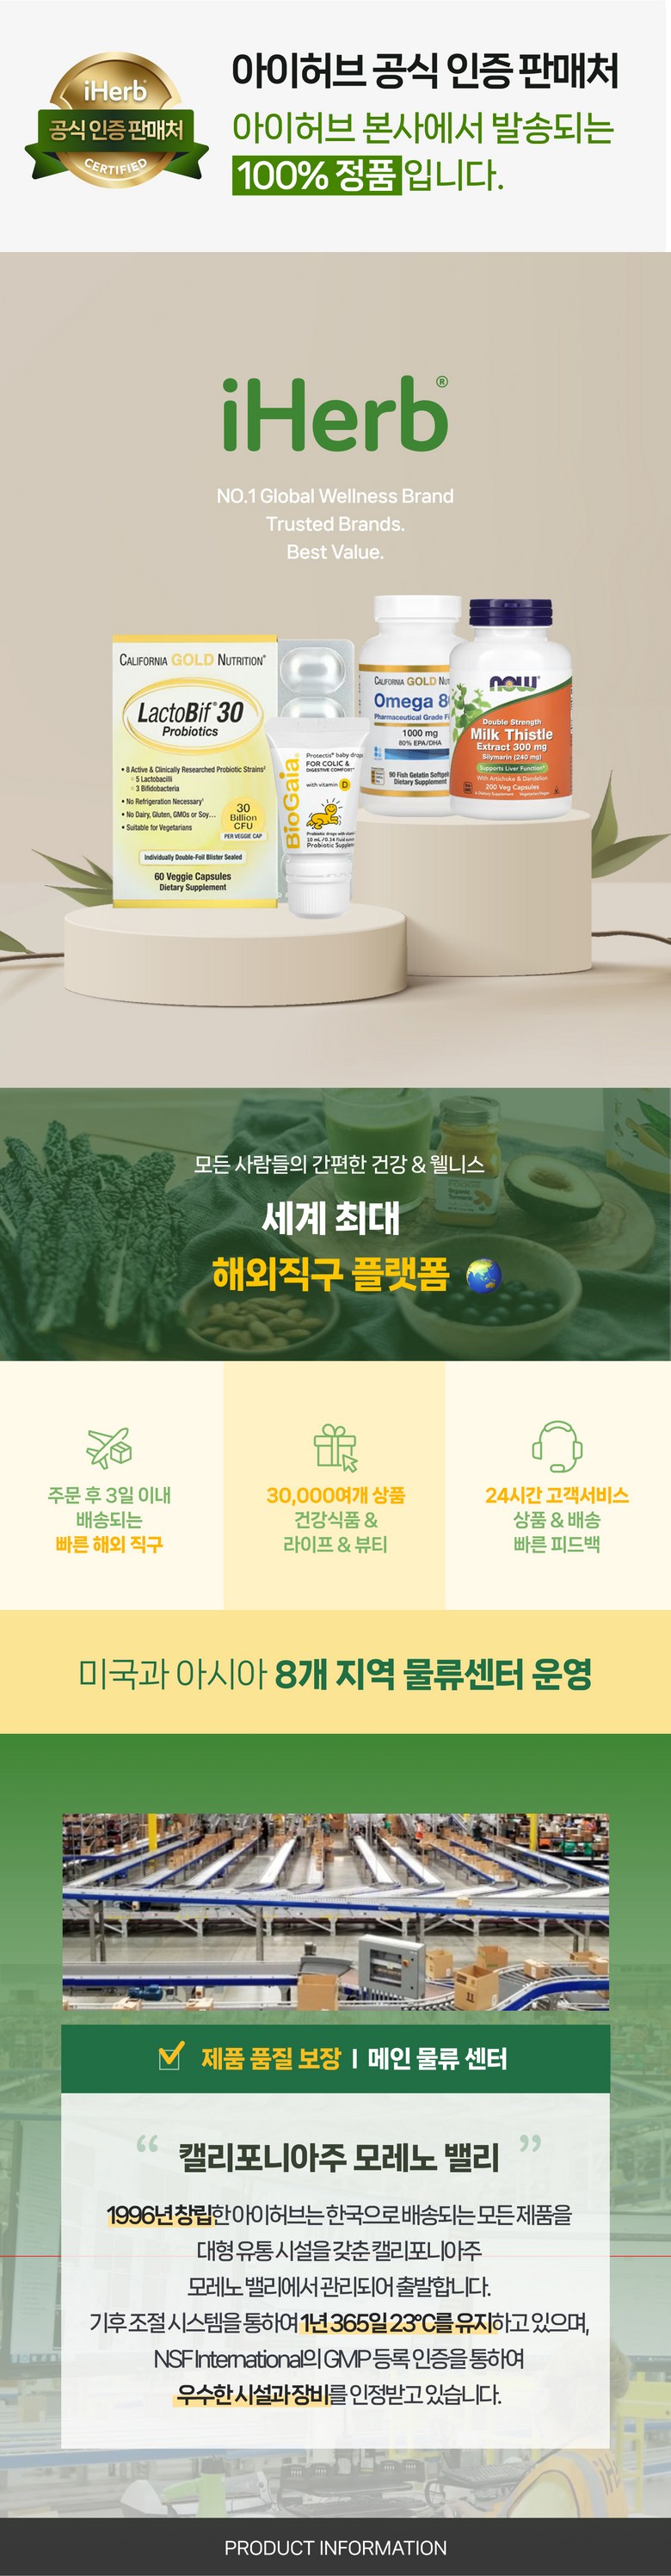 iHerb
공식 인증 판매처
CERTIFIED
아이허브 공식 인증 판매처
아이허브 본사에서 발송되는
100% 정품입니다.
iHerb®
NO.1 Global Wellness Brand
Trusted Brands.
Best Value.
CALIFORNIA GOLD NUTRITION®
LactoBif® 30
Probiotics
• 8 Active & Clinically Researched Probiotic Strains
5 Lactobacilli
3 Bifidobacteria
• No Refrigeration Necessary
• No Dairy, Gluten, GMOs or Soy…
• Suitable for Vegetarians
30
Billion
CFU
PER VEGGIE CAP
Individually Double-Foil Blister Sealed
60 Veggie Capsules
Dietary Supplement
BioGaia
Protectis® baby drops
FOR COLIC &
DIGESTIVE COMFORT
with vitamin D
Probiotic Supplement
CALIFORNIA GOLD NU
Omega 8
Pharmaceutical Grade Fi
1000 mg
80% EPA/DHA
90 Fish Gelatin Softgels
Dietary Supplement
NOW
Double Strength
Milk Thistle
Extract 300 mg
Silymarin (240 mg)
Supports Liver Function
With Artichoke & Dandelion
200 Veg Capsules
모든 사람들의 간편한 건강 & 웰니스
세계 최대
해외직구 플랫폼
주문 후 3일 이내
배송되는
빠른 해외 직구
30,000여개 상품
건강식품 &
라이프 & 뷰티
24시간 고객서비스
상품 & 배송
빠른 피드백
미국과 아시아 8개 지역 물류센터 운영
제품 품질 보장 | 메인 물류 센터
“ 캘리포니아주 모레노 밸리 ”
1996년 창립한 아이허브는 한국으로 배송되는 모든 제품을
대형 유통 시설을 갖춘 캘리포니아주
모레노 밸리에서 관리되어 출발합니다.
기후 조절 시스템을 통하여 1년 365일 23℃를 유지하고 있으며,
NSF International의 GMP 등록 인증을 통하여
우수한 시설과 장비를 인정받고 있습니다.
PRODUCT INFORMATION